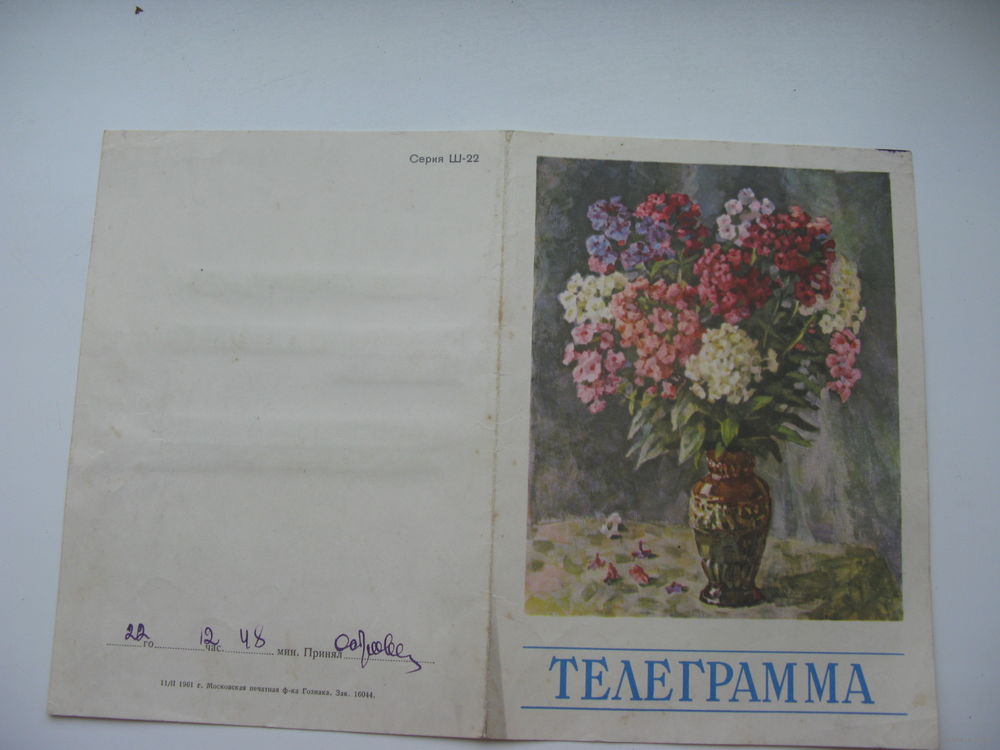 Серия Ш-22
22 го 12 час. 48 мин. Принял
11/II 1961 г. Московская печатная ф-ка Гознака. Зак. 16044.
ТЕЛЕГРАММА